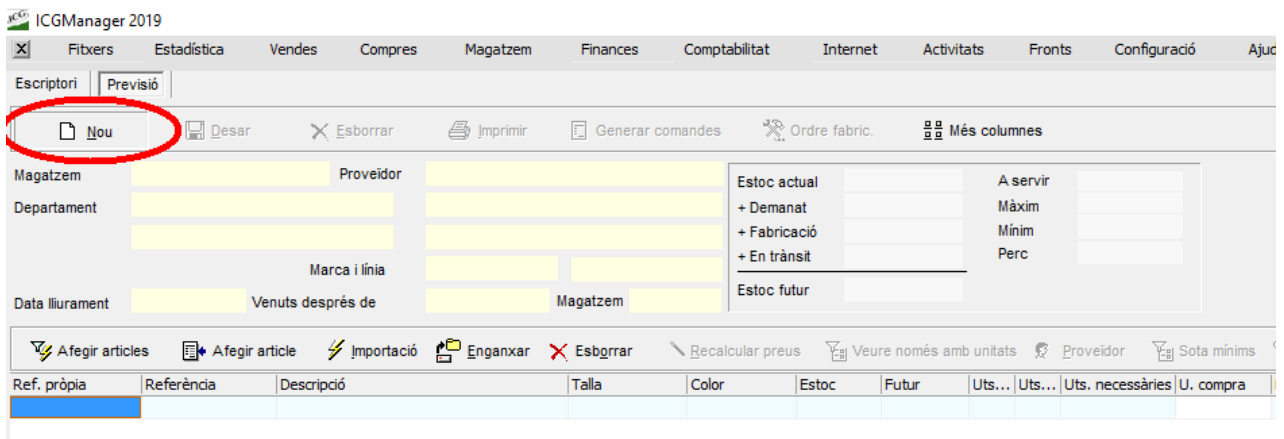 ICG ICGManager 2019
X Fitxers Estadística Vendes Compres Magatzem Finances Comptabilitat Internet Activitats Fronts Configuració Ajud
Escriptori Previsió
Nou Desar Esborrar Imprimir Generar comandes Ordre fabric. Més columnes
Magatzem Proveïdor Estoc actual A servir
Departament + Demanat Màxim
+ Fabricació Mínim
Marca i línia + En trànsit Perc
Data lliurament Venuts després de Magatzem Estoc futur
Afegir articles Afegir article Importació Enganxar Esborrar Recalcular preus Veure només amb unitats Proveïdor Sota mínims
Ref. pròpia Referència Descripció Talla Color Estoc Futur Uts... Uts... Uts. necessàries U. compra